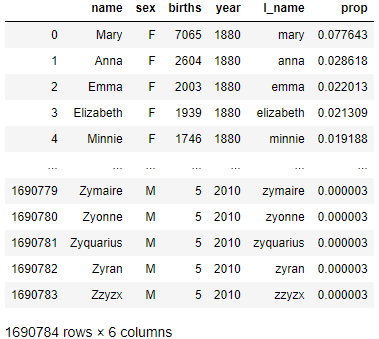 name sex births year l_name prop
0 Mary F 7065 1880 mary 0.077643
1 Anna F 2604 1880 anna 0.028618
2 Emma F 2003 1880 emma 0.022013
3 Elizabeth F 1939 1880 elizabeth 0.021309
4 Minnie F 1746 1880 minnie 0.019188
... ... ... ... ... ... ...
1690779 Zymaire M 5 2010 zymaire 0.000003
1690780 Zyonne M 5 2010 zyonne 0.000003
1690781 Zyquarius M 5 2010 zyquarius 0.000003
1690782 Zyran M 5 2010 zyran 0.000003
1690783 Zzyzx M 5 2010 zzyzx 0.000003
1690784 rows × 6 columns